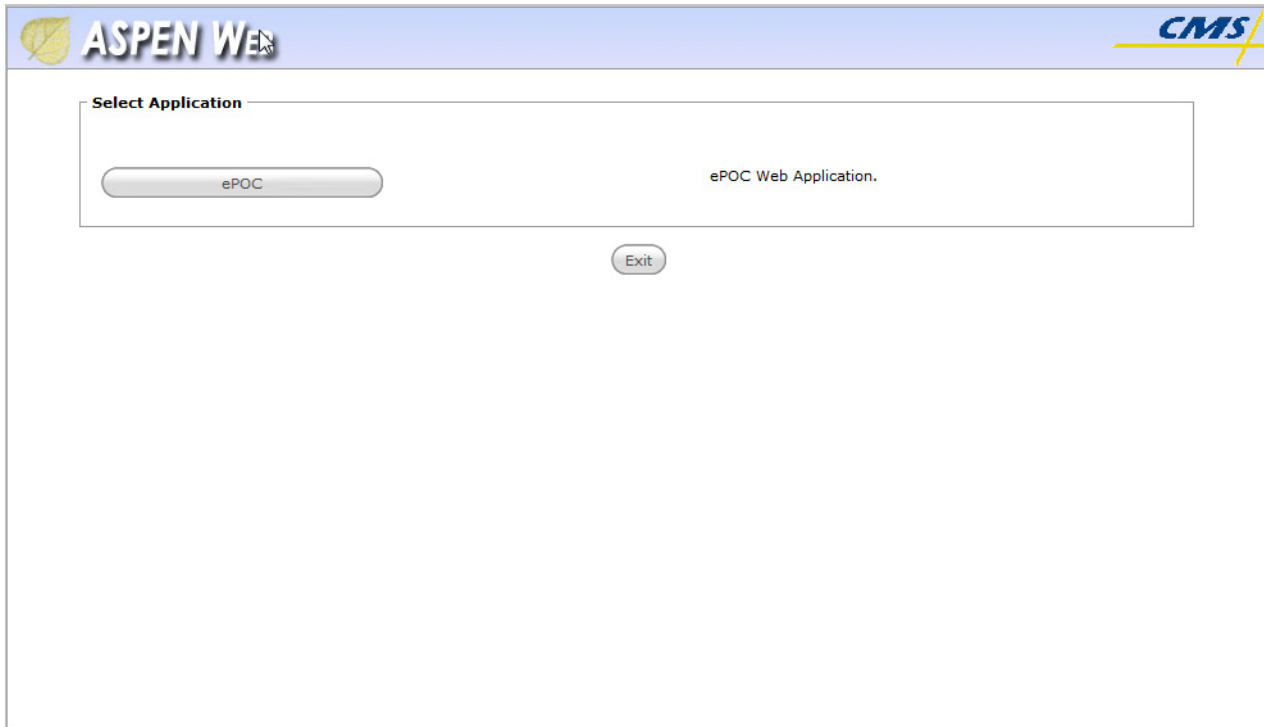 ASPEN WEB
CMS
Select Application
ePOC
ePOC Web Application.
Exit